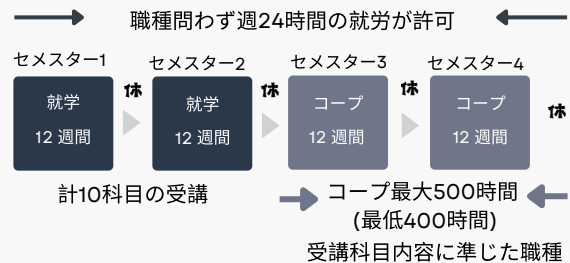 職種問わず週24時間の就労が許可
セメスター1
セメスター2
セメスター3
セメスター4
就学
12 週間
休
就学
12 週間
休
コープ
12 週間
休
コープ
12 週間
休
計10科目の受講
コープ最大500時間
(最低400時間)
受講科目内容に準じた職種